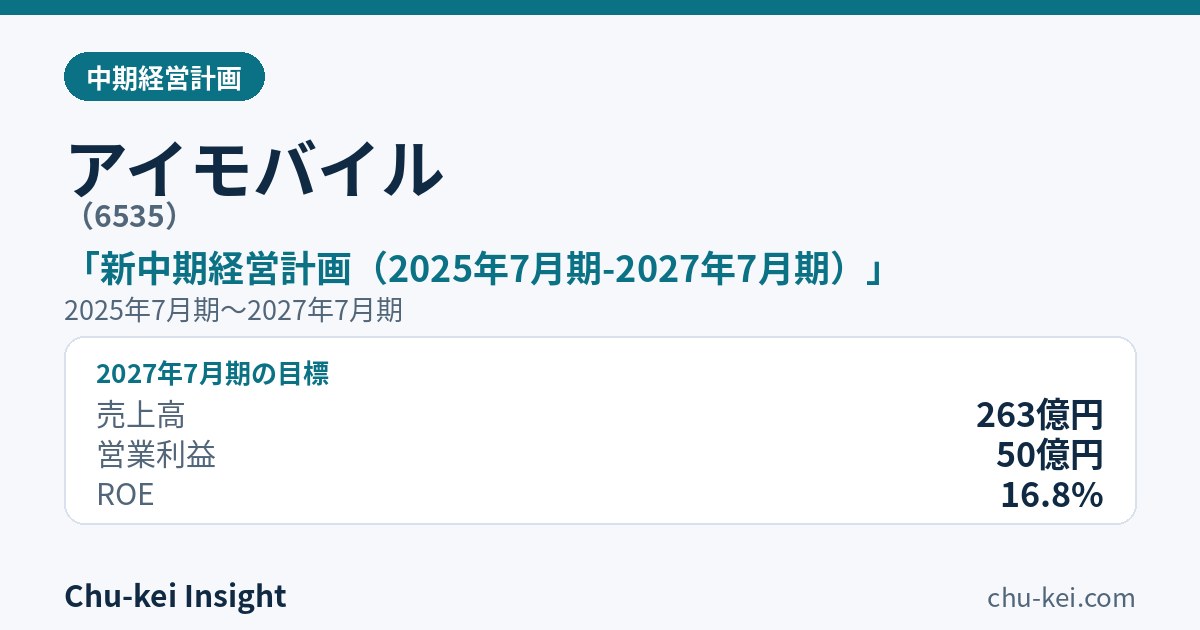 中期経営計画
アイモバイル
（6535）
「新中期経営計画（2025年7月期-2027年7月期）」
2025年7月期～2027年7月期
2027年7月期の目標
売上高 263億円
営業利益 50億円
ROE 16.8%
Chu-kei Insight chu-kei.com